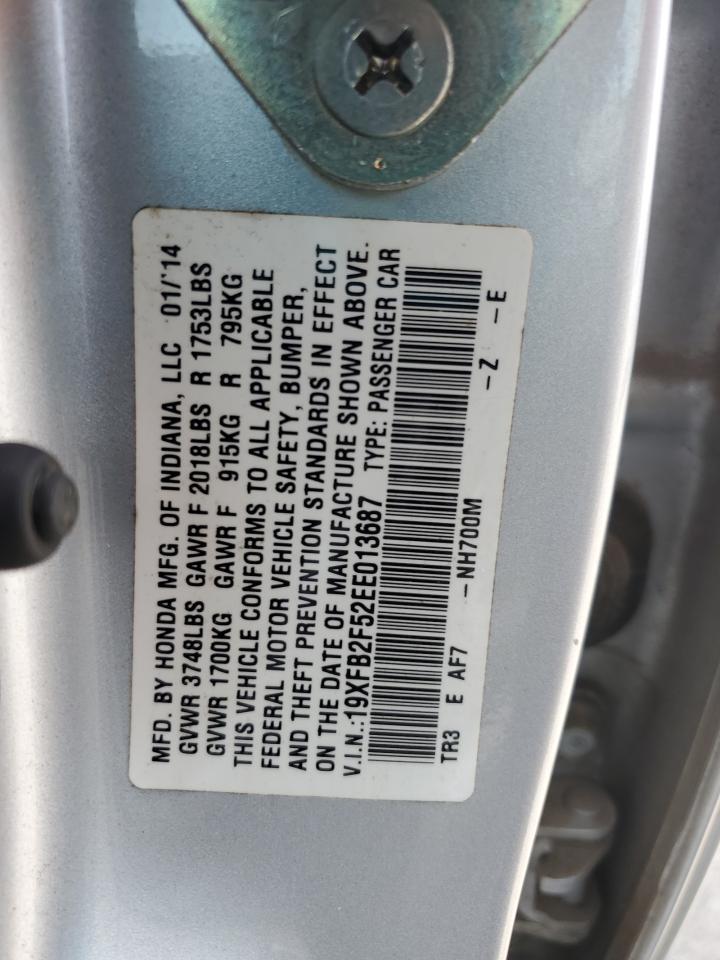 MFD. BY HONDA MFG. OF INDIANA, LLC 01/'14
GVWR 3748LBS GAWR F 2018LBS R 1753LBS
GVWR 1700KG GAWR F 915KG R 795KG
THIS VEHICLE CONFORMS TO ALL APPLICABLE
FEDERAL MOTOR VEHICLE SAFETY, BUMPER,
AND THEFT PREVENTION STANDARDS IN EFFECT
ON THE DATE OF MANUFACTURE SHOWN ABOVE.
V.I.N.:19XFB2F52EE013687 TYPE: PASSENGER CAR
TR3 E AF7 -NH700M -Z -E